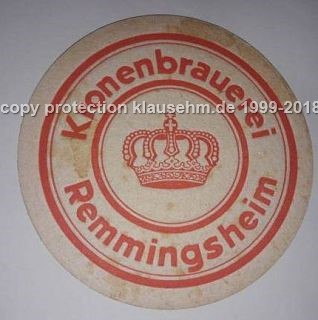 copy protection klausehm.de 1999-2018
Kronenbrauerei
Remmingsheim